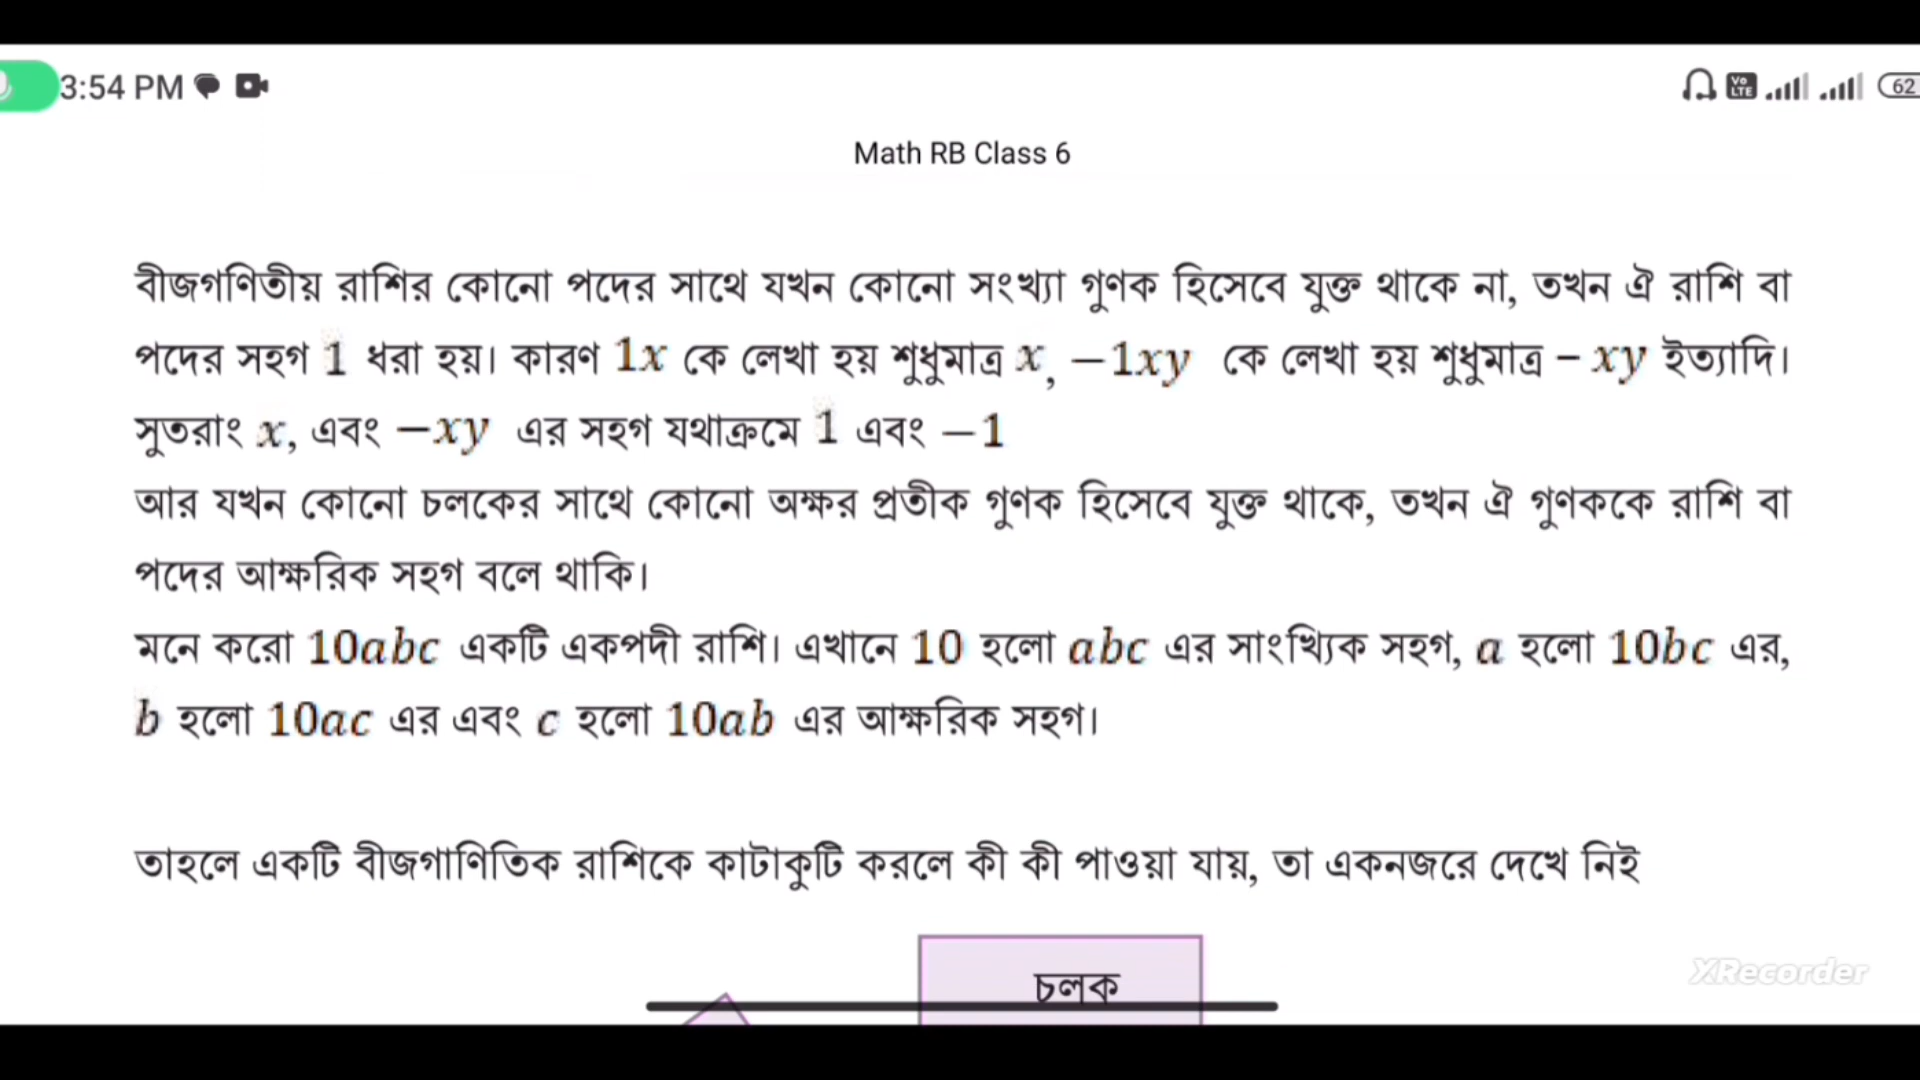 3:54 PM
Vo LTE
62
Math RB Class 6
বীজগণিতীয় রাশির কোনো পদের সাথে যখন কোনো সংখ্যা গুণক হিসেবে যুক্ত থাকে না, তখন ঐ রাশি বা
পদের সহগ 1 ধরা হয়। কারণ 1x কে লেখা হয় শুধুমাত্র x, −1xy কে লেখা হয় শুধুমাত্র − xy ইত্যাদি।
সুতরাং x, এবং −xy এর সহগ যথাক্রমে 1 এবং −1
আর যখন কোনো চলকের সাথে কোনো অক্ষর প্রতীক গুণক হিসেবে যুক্ত থাকে, তখন ঐ গুণককে রাশি বা
পদের আক্ষরিক সহগ বলে থাকি।
মনে করো 10abc একটি একপদী রাশি। এখানে 10 হলো abc এর সাংখ্যিক সহগ, a হলো 10bc এর,
b হলো 10ac এর এবং c হলো 10ab এর আক্ষরিক সহগ।
তাহলে একটি বীজগাণিতিক রাশিকে কাটাকুটি করলে কী কী পাওয়া যায়, তা একনজরে দেখে নিই
চলক
XRecorder